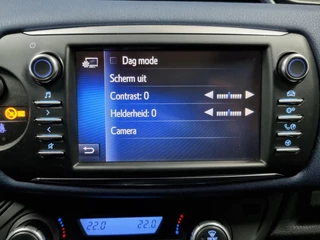 Dag mode
Scherm uit
Contrast: 0
Helderheid: 0
Camera
22.0 22.0